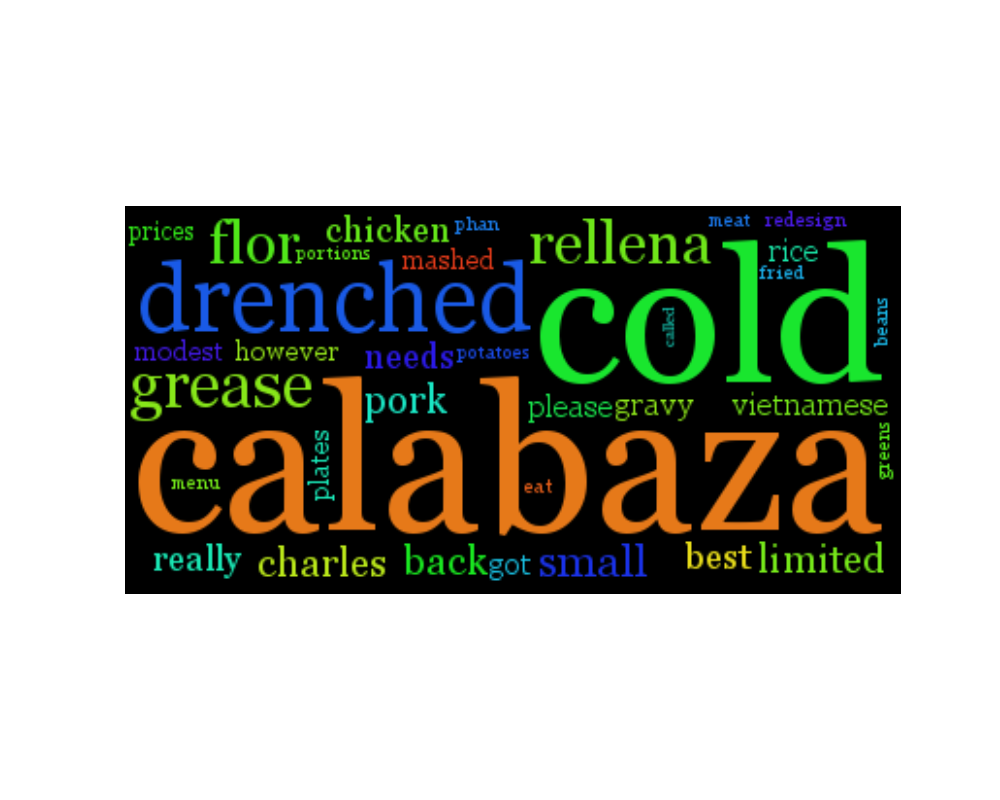 prices flor chicken phan rellena meat redesign
portions mashed rice
drenched cold fried
called beans
modest however needs potatoes
grease pork please gravy vietnamese
calabaza plates greens
menu eat
really charles back got small best limited